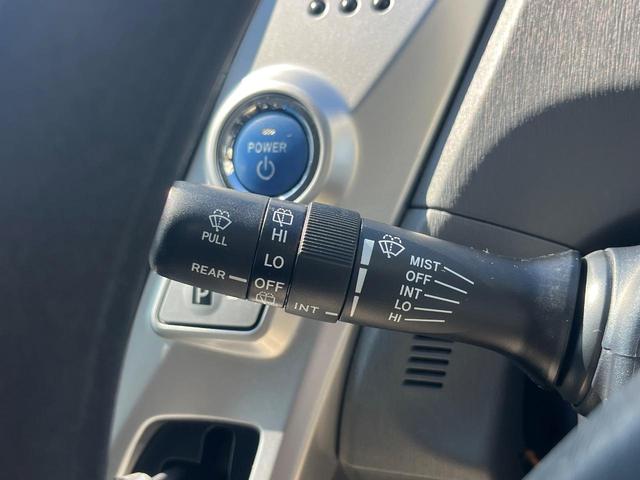 POWER
PULL
REAR
HI
LO
OFF
INT
MIST
OFF
INT
LO
HI
P